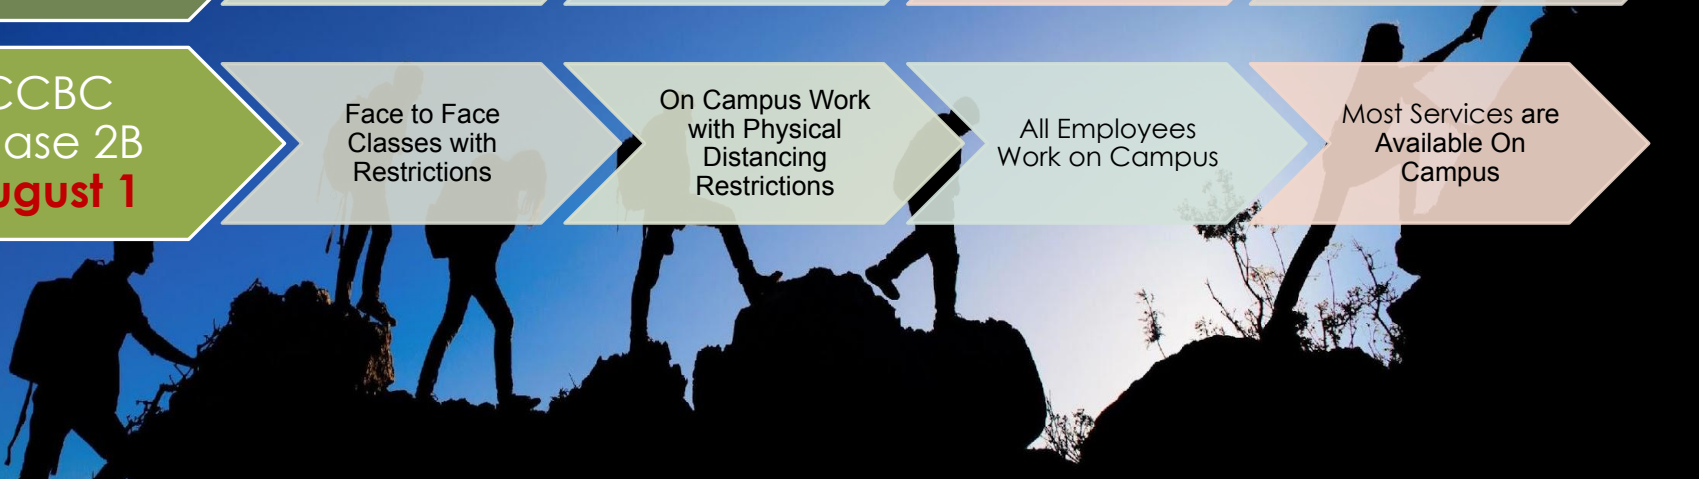 CCBC
ase 2B
ugust 1
Face to Face
Classes with
Restrictions
On Campus Work
with Physical
Distancing
Restrictions
All Employees
Work on Campus
Most Services are
Available On
Campus